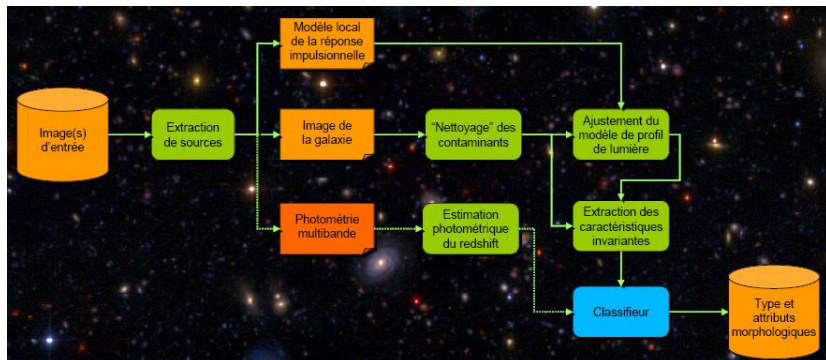 Modèle local
de la réponse
impulsionnelle
Image(s)
d'entrée
Extraction
de sources
Image de
la galaxie
“Nettoyage” des
contaminants
Ajustement du
modèle de profil
de lumière
Photométrie
multibande
Estimation
photométrique
du redshift
Extraction des
caractéristiques
invariantes
Classifieur
Type et
attributs
morphologiques